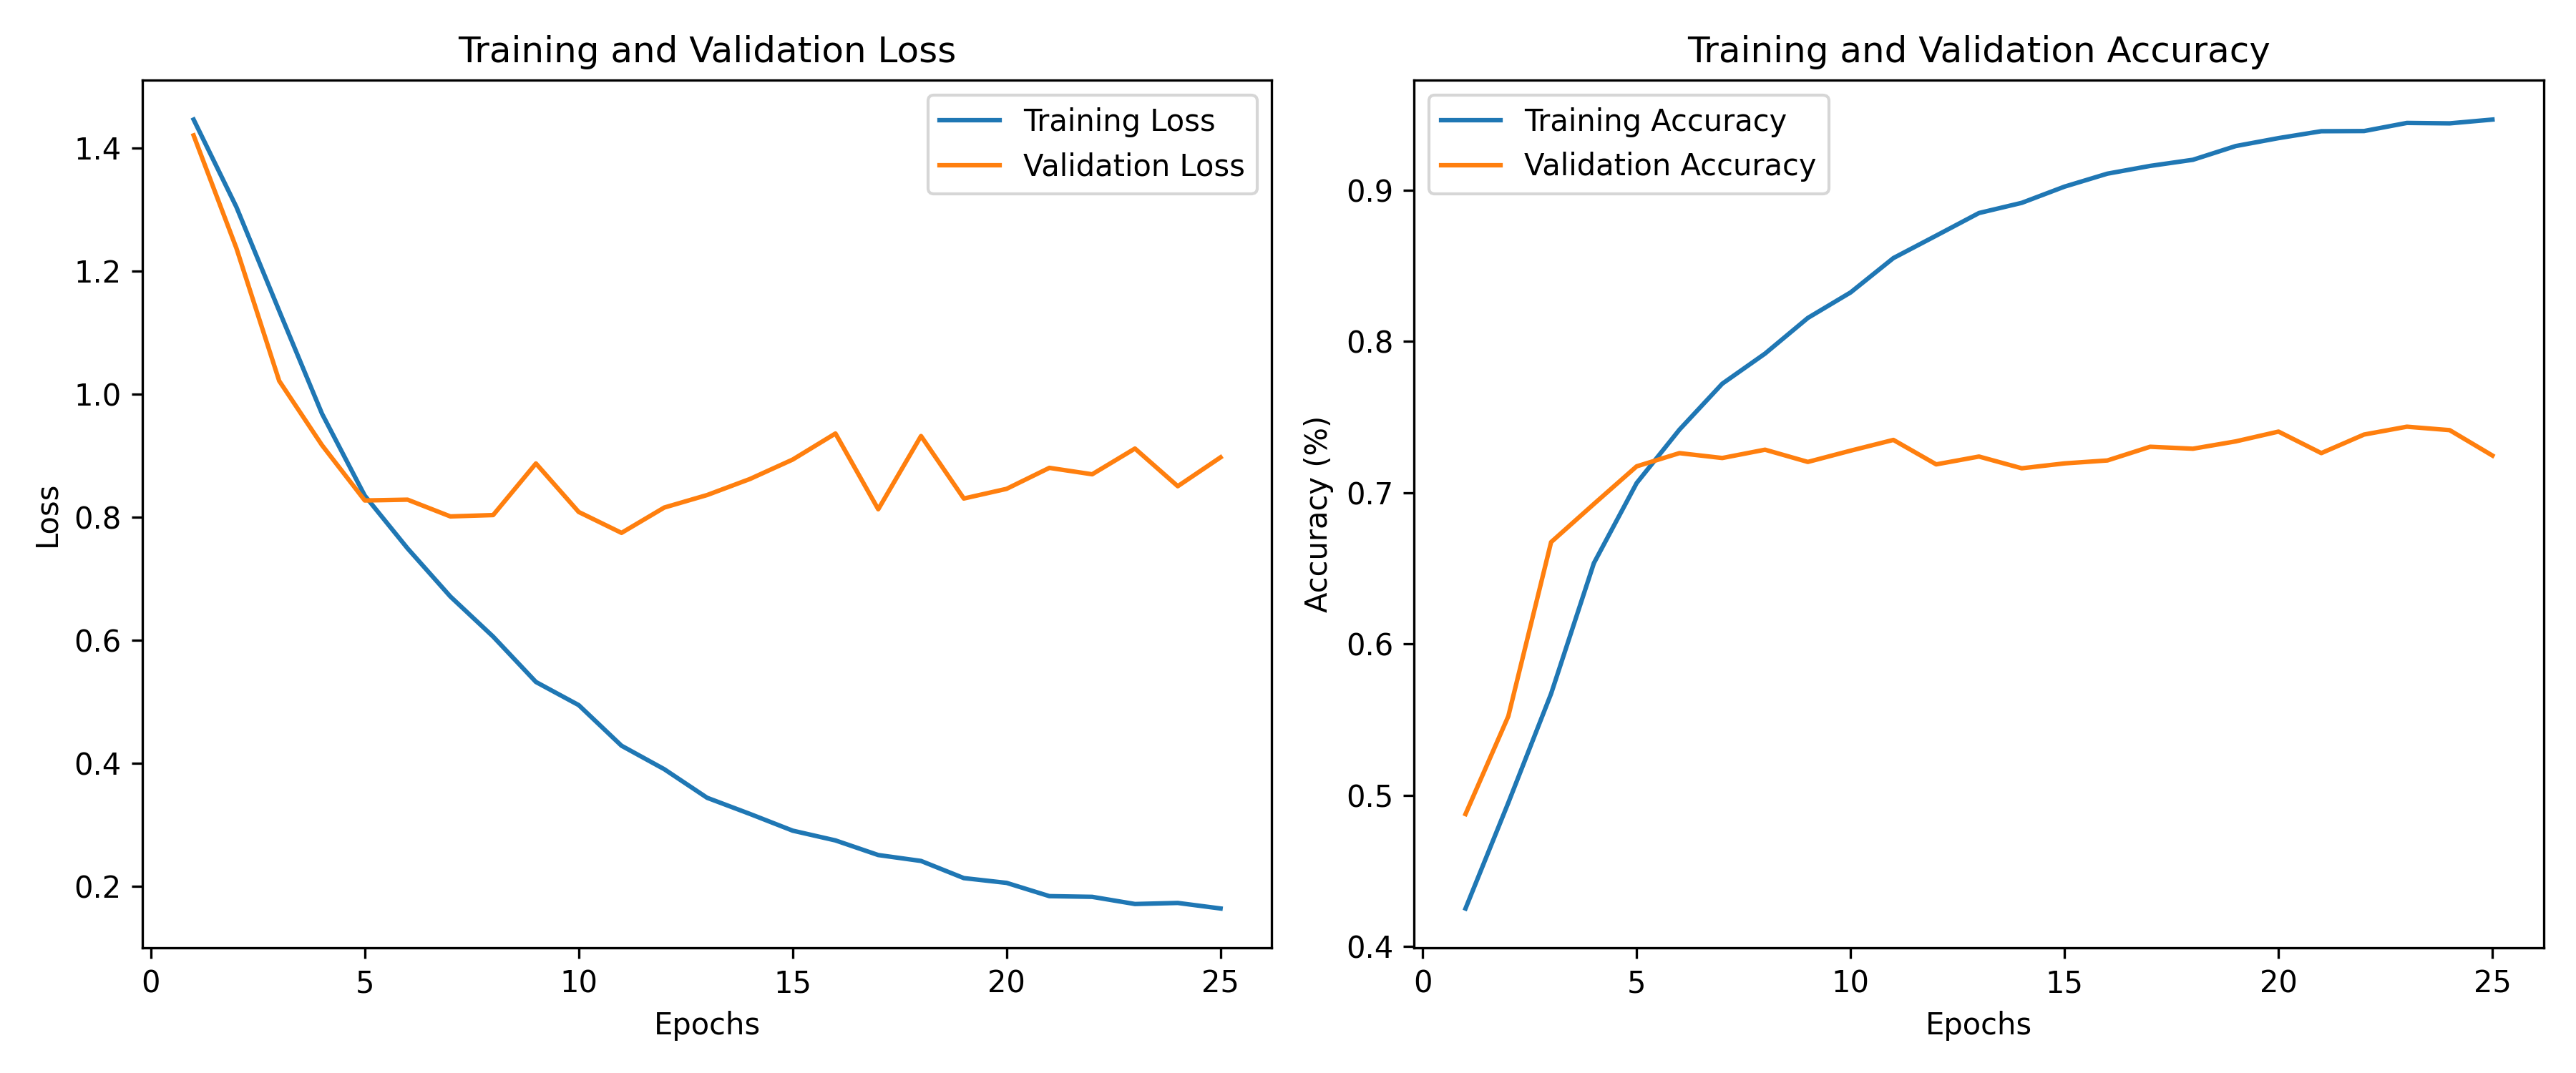 Training and Validation Loss
Training Loss
Validation Loss
1.4
1.2
1.0
0.8
0.6
0.4
0.2
Loss
0 5 10 15 20 25
Epochs
Training and Validation Accuracy
Training Accuracy
Validation Accuracy
0.9
0.8
0.7
0.6
0.5
0.4
Accuracy (%)
0 5 10 15 20 25
Epochs